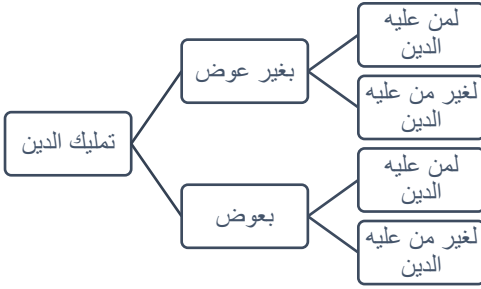 تمليك الدين
بغير عوض
لمن عليه
الدين
لغير من عليه
الدين
بعوض
لمن عليه
الدين
لغير من عليه
الدين